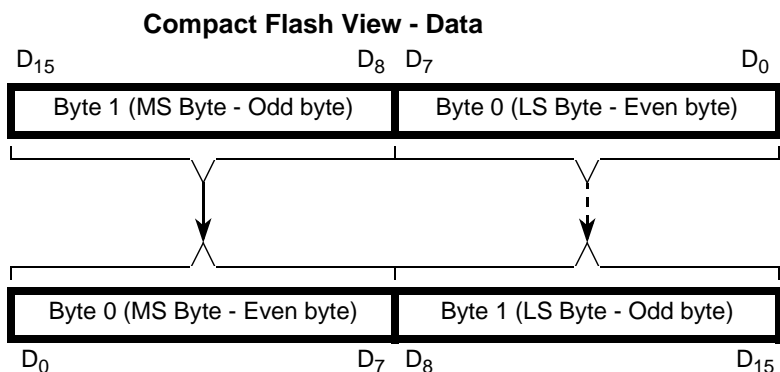 Compact Flash View - Data
D15 D8 D7 D0
Byte 1 (MS Byte - Odd byte) Byte 0 (LS Byte - Even byte)
Byte 0 (MS Byte - Even byte) Byte 1 (LS Byte - Odd byte)
D0 D7 D8 D15